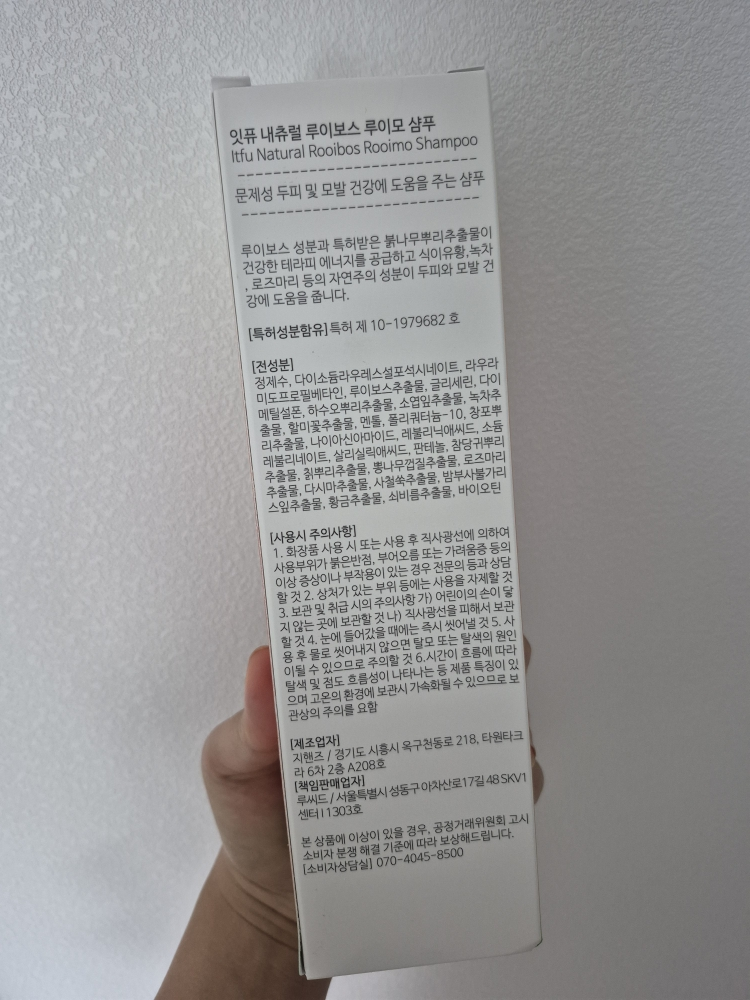 잇퓨 내츄럴 루이보스 루이모 샴푸
Itfu Natural Rooibos Rooimo Shampoo
문제성 두피 및 모발 건강에 도움을 주는 샴푸
루이보스 성분과 특허받은 붉나무뿌리추출물이
건강한 테라피 에너지를 공급하고 식이유황,녹차
, 로즈마리 등의 자연주의 성분이 두피와 모발 건
강에 도움을 줍니다.
[특허성분함유]특허 제 10-1979682 호
[전성분]
정제수, 다이소듐라우레스설포석시네이트, 라우라
미도프로필베타인, 루이보스추출물, 글리세린, 다이
메틸설폰, 하수오뿌리추출물, 소엽잎추출물, 녹차추
출물, 할미꽃추출물, 멘톨, 폴리쿼터늄-10, 창포뿌
리추출물, 나이아신아마이드, 레불리닉애씨드, 소듐
레불리네이트, 살리실릭애씨드, 판테놀, 참당귀뿌리
추출물, 칡뿌리추출물, 뽕나무껍질추출물, 로즈마리
추출물, 다시마추출물, 사철쑥추출물, 밤부사불가리
스잎추출물, 황금추출물, 쇠비름추출물, 바이오틴
[사용시 주의사항]
1. 화장품 사용 시 또는 사용 후 직사광선에 의하여
사용부위가 붉은반점, 부어오름 또는 가려움증 등의
이상 증상이나 부작용이 있는 경우 전문의 등과 상담
할 것 2. 상처가 있는 부위 등에는 사용을 자제할 것
3. 보관 및 취급 시의 주의사항 가) 어린이의 손이 닿
지 않는 곳에 보관할 것 나) 직사광선을 피해서 보관
할 것 4. 눈에 들어갔을 때에는 즉시 씻어낼 것 5. 사
용 후 물로 씻어내지 않으면 탈모 또는 탈색의 원인
이될 수 있으므로 주의할 것 6.시간이 흐름에 따라
탈색 및 점도 흐름성이 나타나는 등 제품 특징이 있
으며 고온의 환경에 보관시 가속화될 수 있으므로 보
관상의 주의를 요함
[제조업자]
지핸즈 / 경기도 시흥시 옥구천동로 218, 타원타크
라 6차 2층 A208호
[책임판매업자]
루씨드 / 서울특별시 성동구 아차산로17길 48 SKV1
센터 I 1303호
본 상품에 이상이 있을 경우, 공정거래위원회 고시
소비자 분쟁 해결 기준에 따라 보상해드립니다.
[소비자상담실] 070-4045-8500